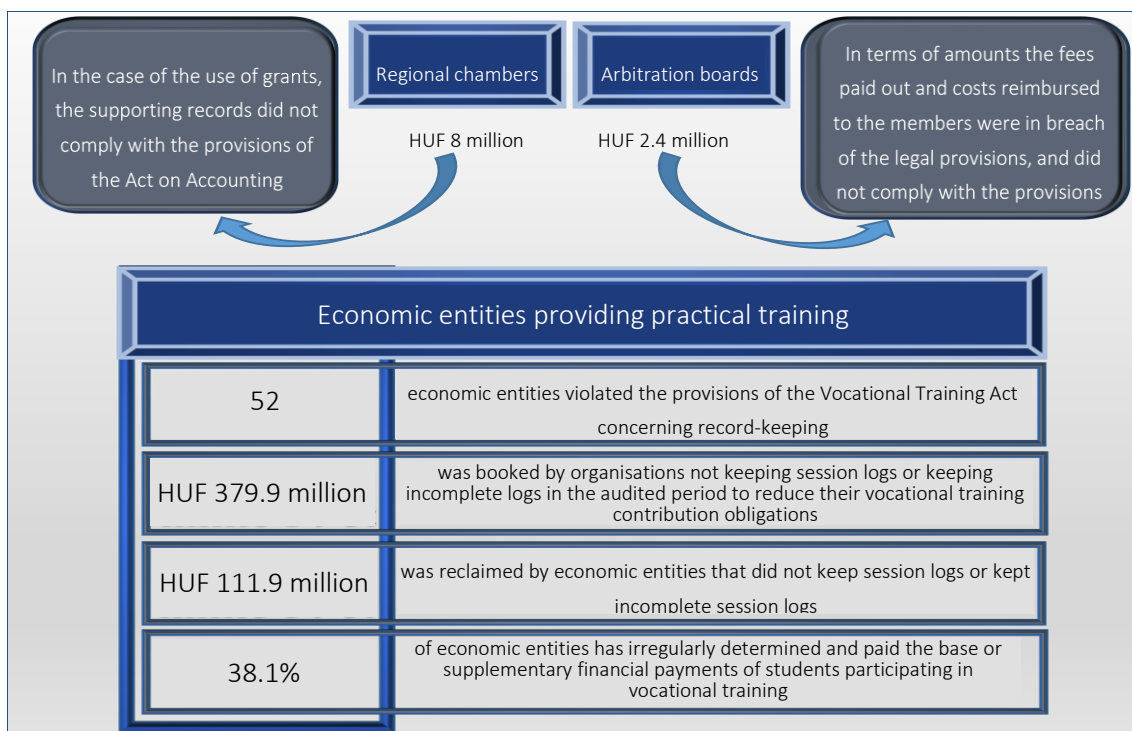 In the case of the use of grants,
the supporting records did not
comply with the provisions of
the Act on Accounting
Regional chambers
HUF 8 million
Arbitration boards
HUF 2.4 million
In terms of amounts the fees
paid out and costs reimbursed
to the members were in breach
of the legal provisions, and did
not comply with the provisions
Economic entities providing practical training
52
economic entities violated the provisions of the Vocational Training Act
concerning record-keeping
HUF 379.9 million
was booked by organisations not keeping session logs or keeping
incomplete logs in the audited period to reduce their vocational training
contribution obligations
HUF 111.9 million
was reclaimed by economic entities that did not keep session logs or kept
incomplete session logs
38.1%
of economic entities has irregularly determined and paid the base or
supplementary financial payments of students participating in
vocational training